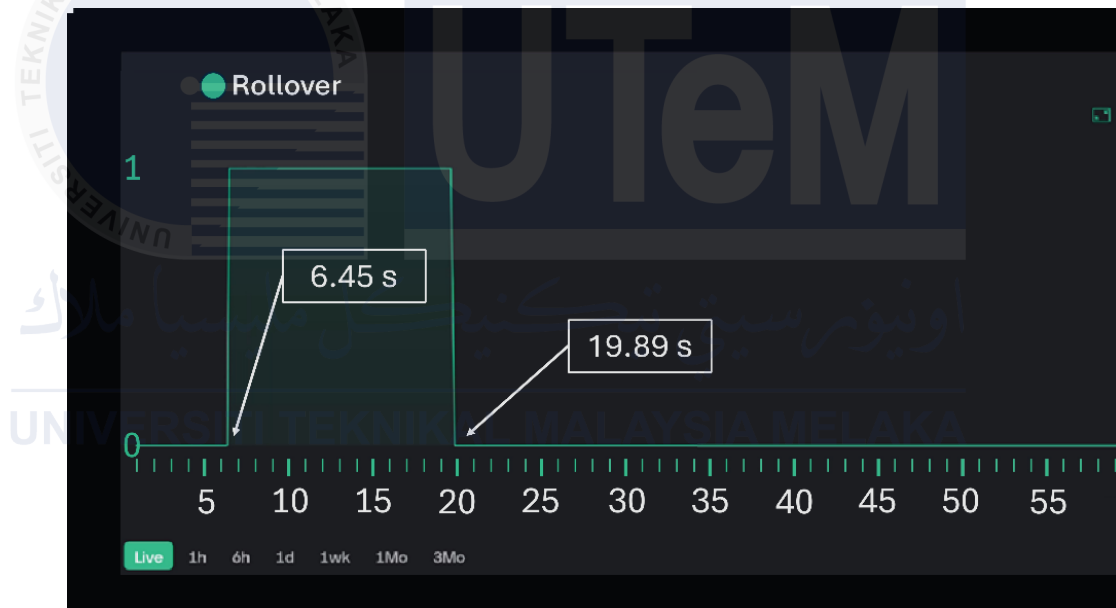 UTeM
UNIVERSITI TEKNIKAL MALAYSIA MELAKA
اونيورسيتي تيكنيكل مليسيا ملاك
Rollover
1
6.45 s
19.89 s
0
5 10 15 20 25 30 35 40 45 50 55
Live 1h 6h 1d 1wk 1Mo 3Mo